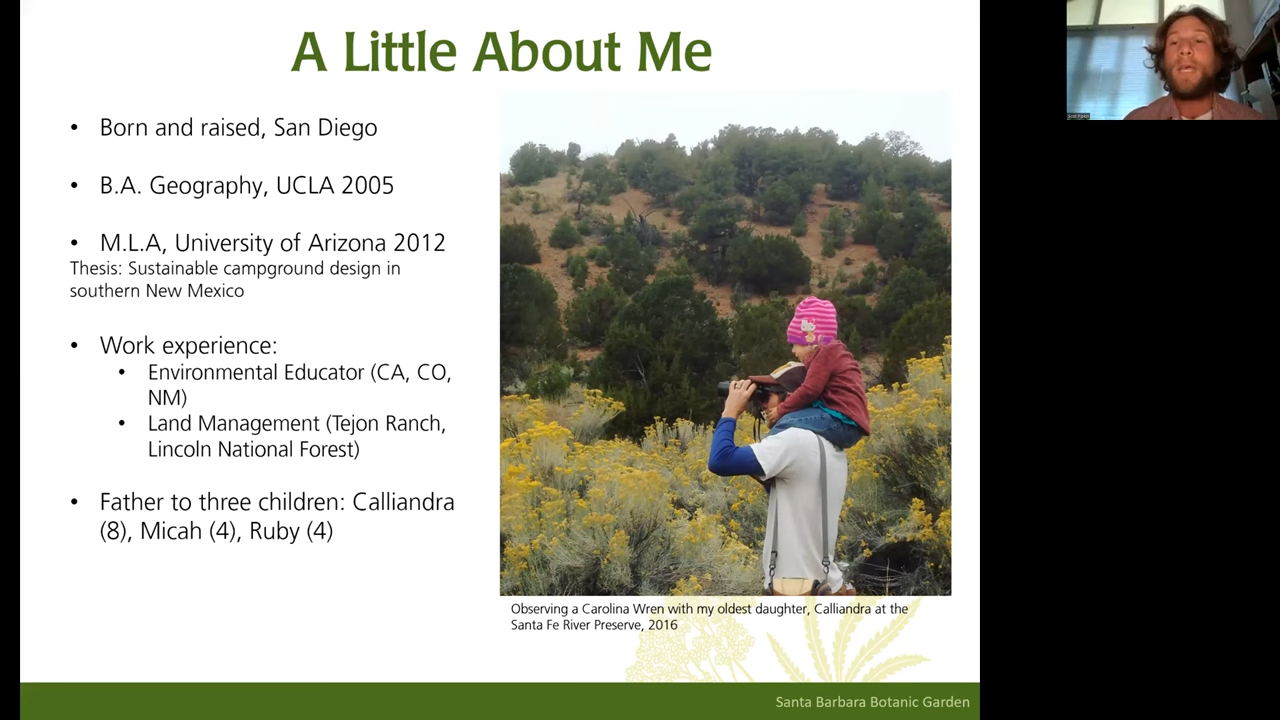 A Little About Me
• Born and raised, San Diego
• B.A. Geography, UCLA 2005
• M.L.A, University of Arizona 2012
Thesis: Sustainable campground design in
southern New Mexico
• Work experience:
• Environmental Educator (CA, CO,
NM)
• Land Management (Tejon Ranch,
Lincoln National Forest)
• Father to three children: Calliandra
(8), Micah (4), Ruby (4)
Observing a Carolina Wren with my oldest daughter, Calliandra at the
Santa Fe River Preserve, 2016
Santa Barbara Botanic Garden